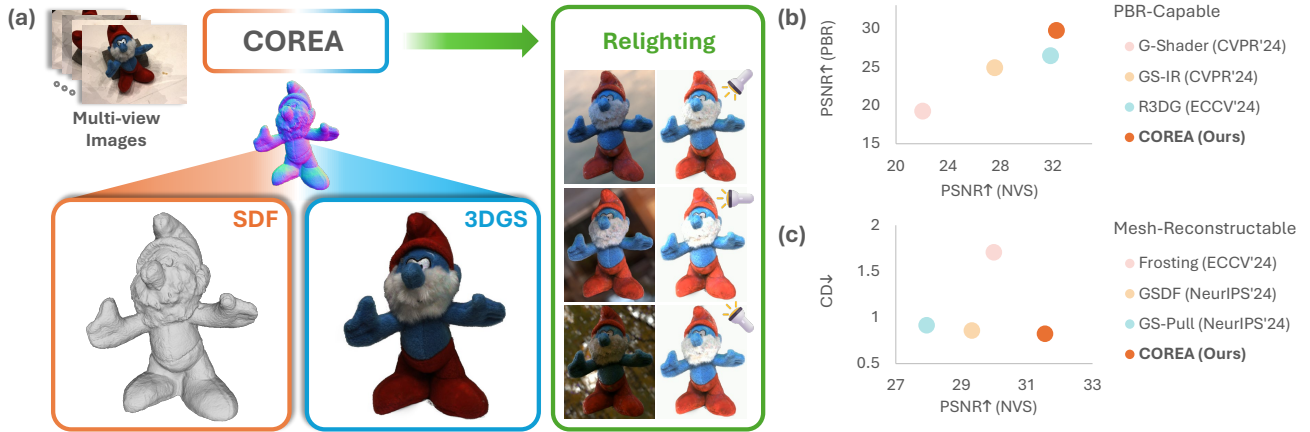 (a)
COREA
Multi-view
Images
SDF
3DGS
Relighting
(b)
PSNR↑ (PBR)
30
25
20
15
20
24
28
32
PSNR↑ (NVS)
PBR-Capable
G-Shader (CVPR'24)
GS-IR (CVPR'24)
R3DG (ECCV'24)
COREA (Ours)
(c)
CD↓
2
1.5
1
0.5
27
29
31
33
PSNR↑ (NVS)
Mesh-Reconstructable
Frosting (ECCV'24)
GSDF (NeurIPS'24)
GS-Pull (NeurIPS'24)
COREA (Ours)